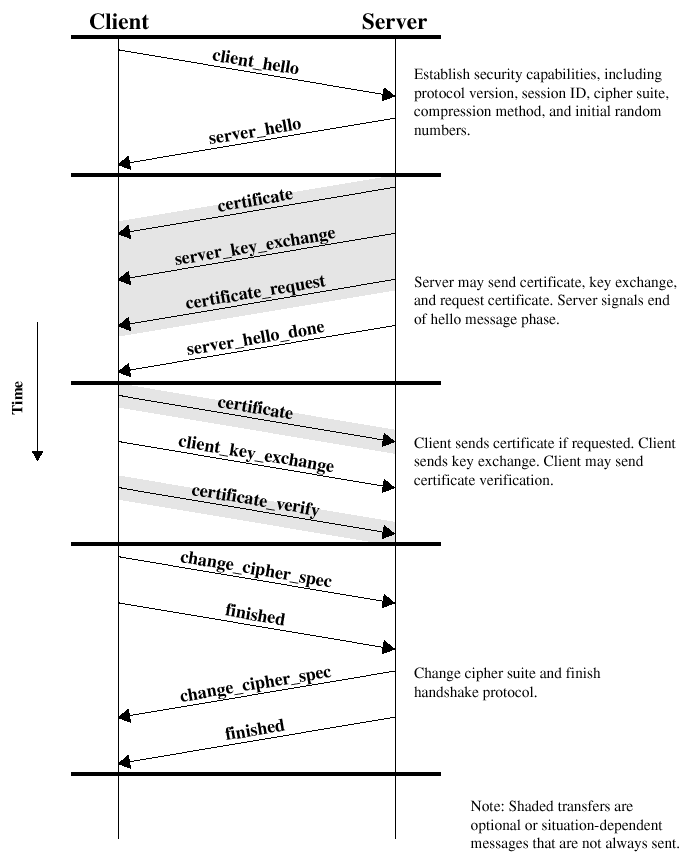 Client
Server
client_hello
server_hello
Establish security capabilities, including
protocol version, session ID, cipher suite,
compression method, and initial random
numbers.
certificate
server_key_exchange
certificate_request
server_hello_done
Server may send certificate, key exchange,
and request certificate. Server signals end
of hello message phase.
Time
certificate
client_key_exchange
certificate_verify
Client sends certificate if requested. Client
sends key exchange. Client may send
certificate verification.
change_cipher_spec
finished
change_cipher_spec
finished
Change cipher suite and finish
handshake protocol.
Note: Shaded transfers are
optional or situation-dependent
messages that are not always sent.